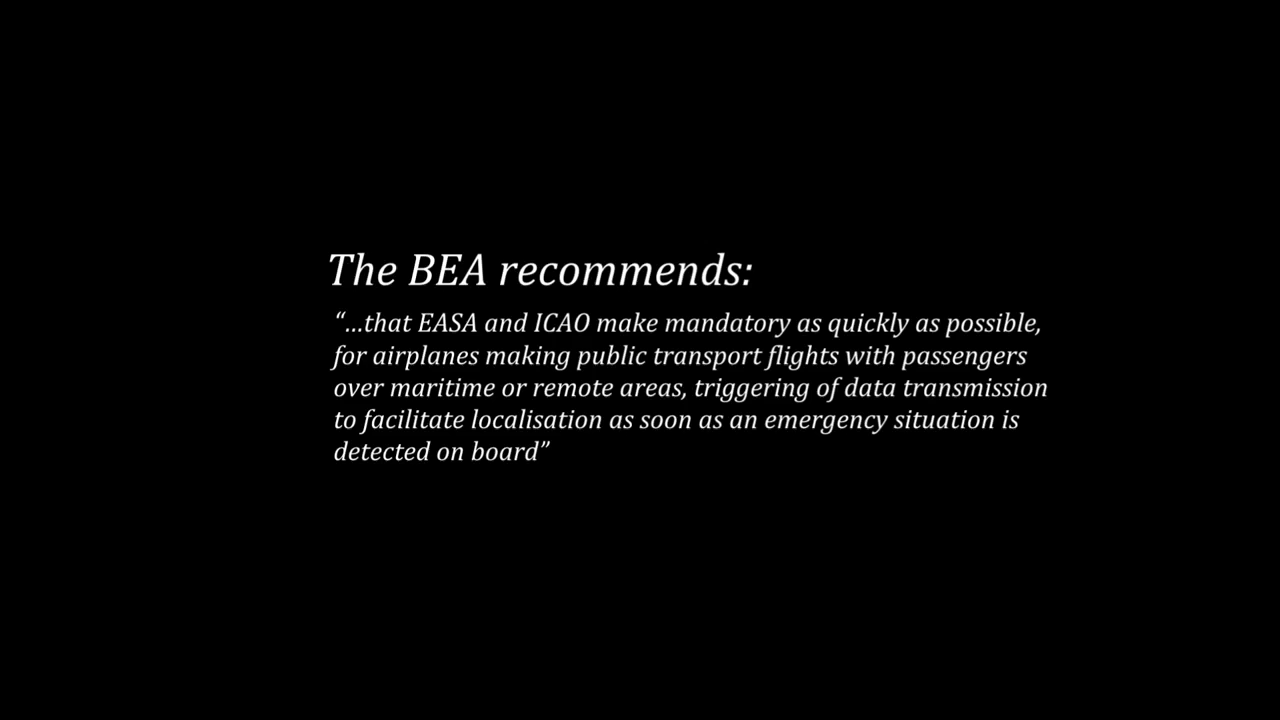 The BEA recommends:
“...that EASA and ICAO make mandatory as quickly as possible,
for airplanes making public transport flights with passengers
over maritime or remote areas, triggering of data transmission
to facilitate localisation as soon as an emergency situation is
detected on board”